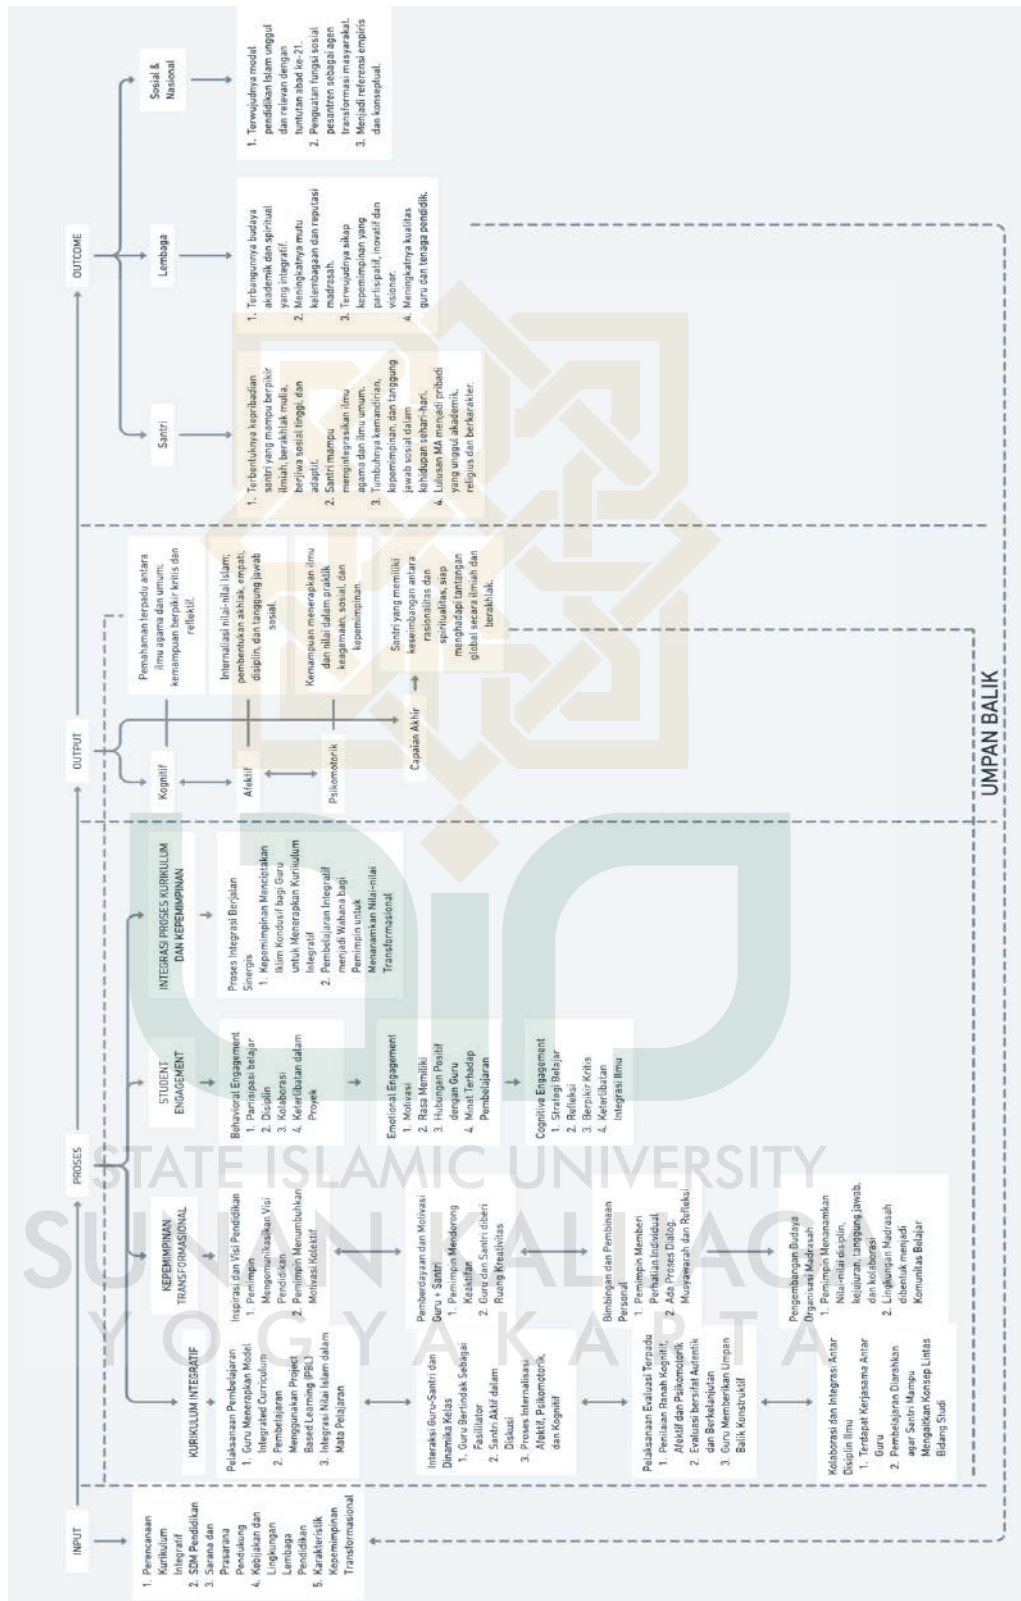 INPUT
1. Perencanaan
Kurikulum
Integratif
2. SDM Pendidikan
3. Sarana dan
Prasarana
Pendukung
4. Kebijakan dan
Lingkungan
Lembaga
Pendidikan
5. Karakteristik
Kepemimpinan
Transformasional
PROSES
KURIKULUM INTEGRATIF
Pelaksanaan Pembelajaran
1. Guru Menerapkan Model
Integrated Curriculum
2. Pembelajaran
Menggunakan Project
Based Learning (PBL)
3. Integrasi Nilai Islam dalam
Mata Pelajaran
Interaksi Guru-Santri dan
Dinamika Kelas
1. Guru Bertindak Sebagai
Fasilitator
2. Santri Aktif dalam
Diskusi
3. Proses Internalisasi
Afektif, Psikomotorik,
dan Kognitif
Pelaksanaan Evaluasi Terpadu
1. Penilaian Ranah Kognitif,
Afektif dan Psikomotorik
2. Evaluasi bersifat Autentik
dan Berkelanjutan
3. Guru Memberikan Umpan
Balik Konstruktif
Kolaborasi dan Integrasi Antar
Disiplin Ilmu
1. Terdapat Kerjasama Antar
Guru
2. Pembelajaran Diarahkan
agar Santri Mampu
Mengaitkan Konsep Lintas
Bidang Studi
KEPEMIMPINAN
TRANSFORMASIONAL
Inspirasi dan Visi Pendidikan
1. Pemimpin
Mengomunikasikan Visi
Pendidikan
2. Pemimpin Menumbuhkan
Motivasi Kolektif
Pemberdayaan dan Motivasi
Guru + Santri
1. Pemimpin Mendorong
Keaktifan
2. Guru dan Santri diberi
Ruang Kreativitas
Bimbingan dan Pembinaan
Personal
1. Pemimpin Memberi
Perhatian Individual
2. Ada Proses Dialog,
Musyawarah dan Refleksi
Pengembangan Budaya
Organisasi Madrasah
1. Pemimpin Menanamkan
Nilai-nilai disiplin,
kejujuran, tanggung jawab,
dan kolaborasi
2. Lingkungan Madrasah
dibentuk menjadi
Komunitas Belajar
STUDENT
ENGAGEMENT
Behavioral Engagement
1. Partisipasi belajar
2. Disiplin
3. Kolaborasi
4. Keterlibatan dalam
Proyek
Emotional Engagement
1. Motivasi
2. Rasa Memiliki
3. Hubungan Positif
dengan Guru
4. Minat Terhadap
Pembelajaran
Cognitive Engagement
1. Strategi Belajar
2. Refleksi
3. Berpikir Kritis
4. Keterlibatan
Integrasi Ilmu
INTEGRASI PROSES KURIKULUM
DAN KEPEMIMPINAN
Proses Integrasi Berjalan
Sinergis
1. Kepemimpinan Menciptakan
Iklim Kondusif bagi Guru
untuk Menerapkan Kurikulum
Integratif
2. Pembelajaran Integratif
menjadi Wahana bagi
Pemimpin untuk
Menanamkan Nilai-nilai
Transformasional
OUTPUT
Kognitif
Pemahaman terpadu antara
ilmu agama dan umum;
kemampuan berpikir kritis dan
reflektif.
Afektif
Internaliasi nilai-nilai Islam;
pembentukan akhlak, empati,
disiplin, dan tanggung jawab
sosial.
Psikomotorik
Kemampuan menerapkan ilmu
dan nilai dalam praktik
keagamaan, sosial, dan
kepemimpinan.
Capaian Akhir
Santri yang memiliki
keseimbangan antara
rasionalitas dan
spiritualitas, siap
menghadapi tantangan
global secara ilmiah dan
berakhlak.
OUTCOME
Santri
1. Terbentuknya kepribadian
santri yang mampu berpikir
ilmiah, berakhlak mulia,
berjiwa sosial tinggi, dan
adaptif.
2. Santri mampu
mengintegrasikan ilmu
agama dan ilmu umum.
3. Tumbuhnya kemandirian,
kepemimpinan, dan tanggung
jawab sosial dalam
kehidupan sehari-hari.
4. Lulusan MA menjadi pribadi
yang unggul akademik,
religius dan berkarakter.
Lembaga
1. Terbangunnya budaya
akademik dan spiritual
yang integratif.
2. Meningkatnya mutu
kelembagaan dan reputasi
madrasah.
3. Terwujudnya sikap
kepemimpinan yang
partisipatif, inovatif dan
visioner.
4. Meningkatnya kualitas
guru dan tenaga pendidik.
Sosial &
Nasional
1. Terwujudnya model
pendidikan Islam unggul
dan relevan dengan
tuntutan abad ke-21.
2. Penguatan fungsi sosial
pesantren sebagai agen
transformasi masyarakat.
3. Menjadi referensi empiris
dan konseptual.
UMPAN BALIK
STATE ISLAMIC UNIVERSITY
SUNAN KALIJAGA
YOGYAKARTA